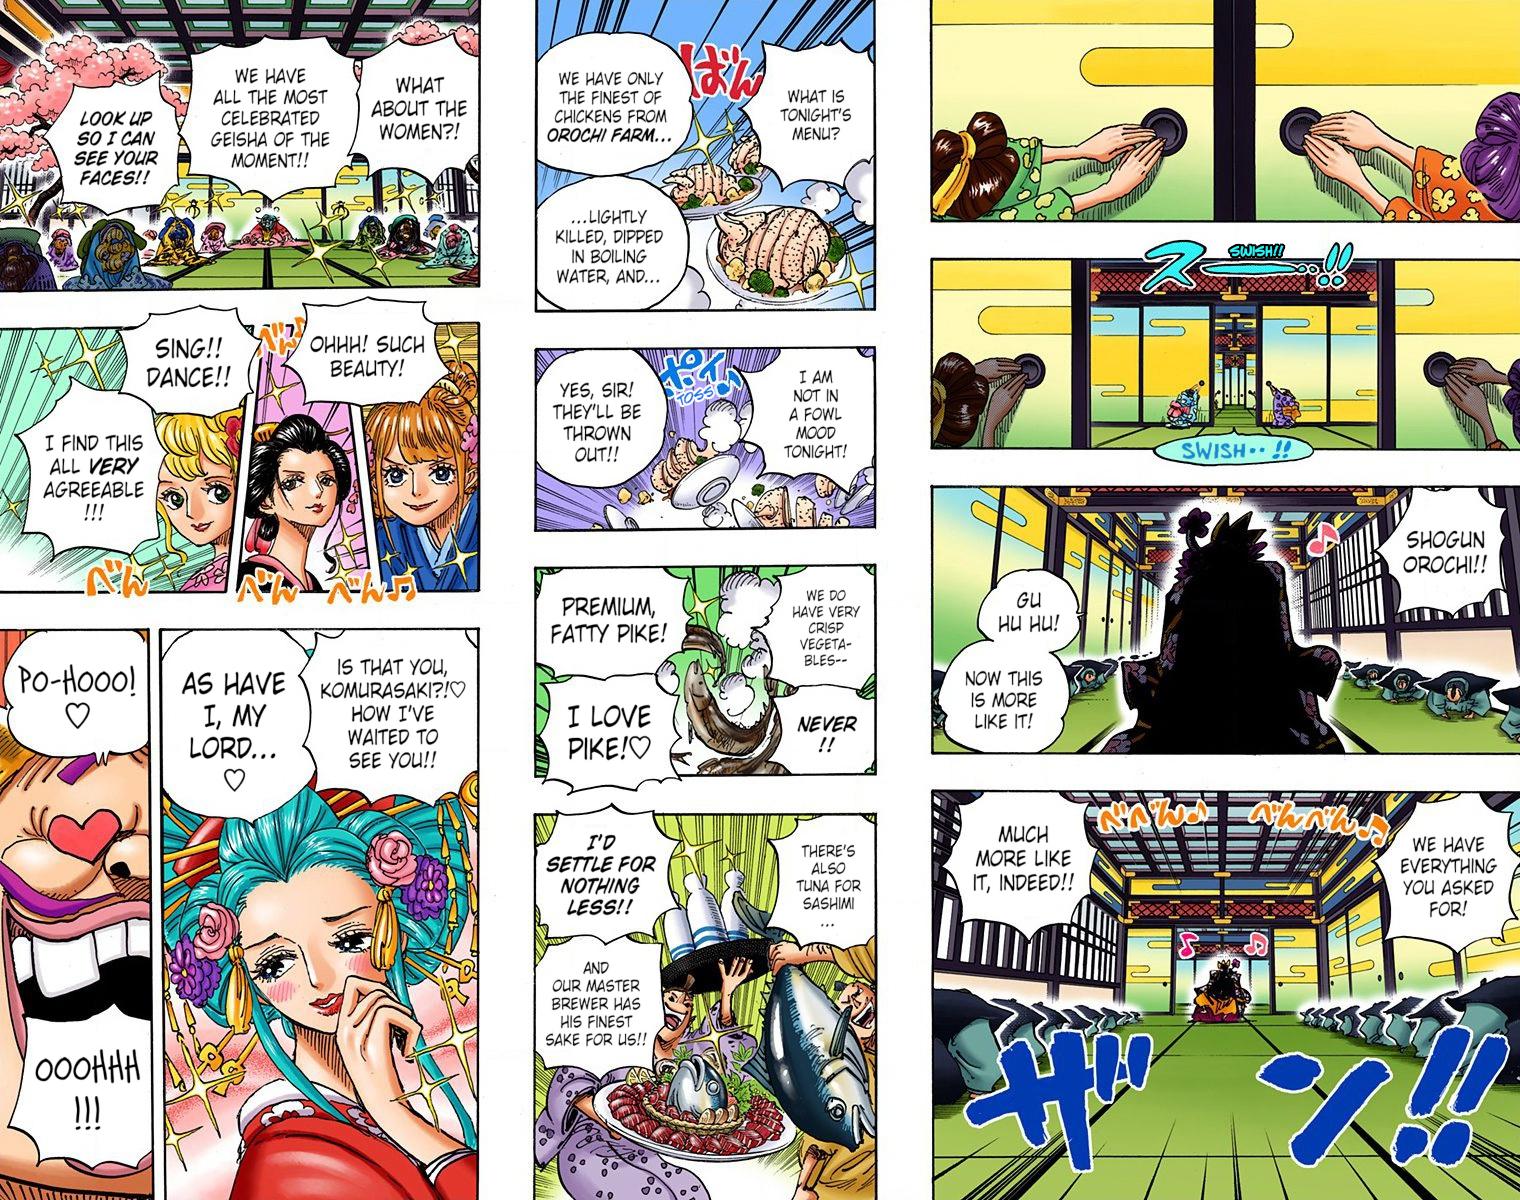 スーー…!!
SWISH!!
SWISH··!!
SHOGUN
OROCHI!!
GU
HU HU!
NOW THIS
IS MORE
LIKE IT!
べべん♪
べんべん♫
WE HAVE
EVERYTHING
YOU ASKED
FOR!
MUCH
MORE LIKE
IT, INDEED!!
ザン!!
ばん
WHAT IS
TONIGHT'S
MENU?
WE HAVE ONLY
THE FINEST OF
CHICKENS FROM
OROCHI FARM...
...LIGHTLY
KILLED, DIPPED
IN BOILING
WATER, AND...
I AM
NOT IN
A FOWL
MOOD
TONIGHT!
ポイッ
TOSS
YES, SIR!
THEY'LL BE
THROWN
OUT!!
WE DO
HAVE VERY
CRISP
VEGETA-
BLES--
NEVER
!!
PREMIUM,
FATTY PIKE!
I LOVE
PIKE!♡
THERE'S
ALSO
TUNA FOR
SASHIMI
...
I'D
SETTLE FOR
NOTHING
LESS!!
AND
OUR MASTER
BREWER HAS
HIS FINEST
SAKE FOR US!!
WHAT
ABOUT THE
WOMEN?!
WE HAVE
ALL THE MOST
CELEBRATED
GEISHA OF THE
MOMENT!!
LOOK UP
SO I CAN
SEE YOUR
FACES!!
OHHH! SUCH
BEAUTY!
べん♪
SING!!
DANCE!!
I FIND THIS
ALL VERY
AGREEABLE
!!!
べん
べん
べん♫
IS THAT YOU,
KOMURASAKI?!♡
HOW I'VE
WAITED TO
SEE YOU!!
AS HAVE
I, MY
LORD...
♡
PO-HOOO!
♡
OOOHHH
!!!